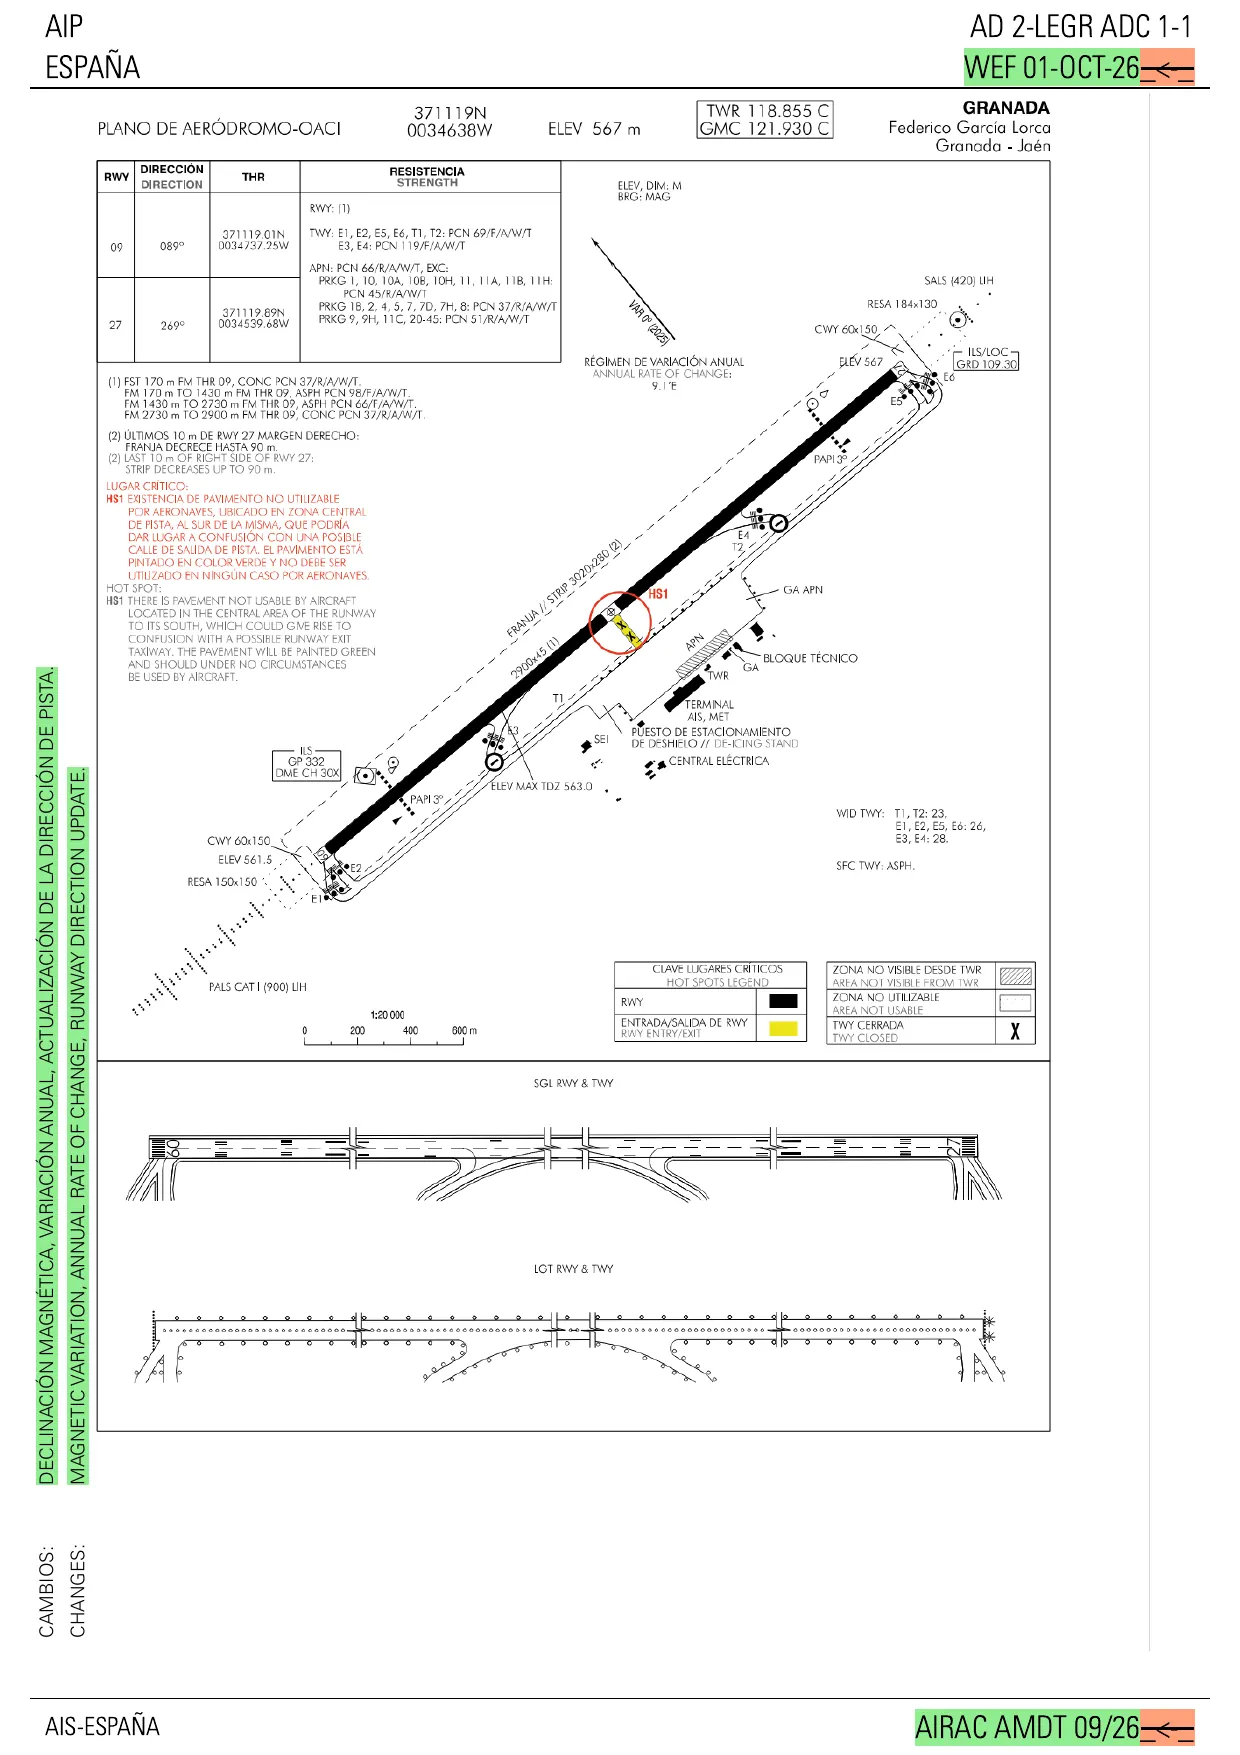 AIP
ESPAÑA
AD 2-LEGR ADC 1-1
WEF 01-OCT-26
PLANO DE AERÓDROMO-OACI
371119N
0034638W
ELEV 567 m
TWR 118.855 C
GMC 121.930 C
GRANADA
Federico García Lorca
Granada - Jaén
RWY
DIRECCIÓN
DIRECTION
THR
RESISTENCIA
STRENGTH
09
089º
371119.01N
0034737.25W
27
269º
371119.89N
0034539.68W
RWY: (1)
TWY: E1, E2, E5, E6, T1, T2: PCN 69/F/A/W/T
E3, E4: PCN 119/F/A/W/T
APN: PCN 66/R/A/W/T, EXC:
PRKG 1, 10, 10A, 10B, 10H, 11, 11A, 11B, 11H:
PCN 45/R/A/W/T
PRKG 1B, 2, 4, 5, 7, 7D, 7H, 8: PCN 37/R/A/W/T
PRKG 9, 9H, 11C, 20-45: PCN 51/R/A/W/T
(1) FST 170 m FM THR 09, CONC PCN 37/R/A/W/T.
FM 170 m TO 1430 m FM THR 09, ASPH PCN 98/F/A/W/T.
FM 1430 m TO 2730 m FM THR 09, ASPH PCN 66/F/A/W/T.
FM 2730 m TO 2900 m FM THR 09, CONC PCN 37/R/A/W/T.
(2) ÚLTIMOS 10 m DE RWY 27 MARGEN DERECHO:
FRANJA DECRECE HASTA 90 m.
(2) LAST 10 m OF RIGHT SIDE OF RWY 27:
STRIP DECREASES UP TO 90 m.
LUGAR CRÍTICO:
HS1 EXISTENCIA DE PAVIMENTO NO UTILIZABLE
POR AERONAVES, UBICADO EN ZONA CENTRAL
DE PISTA, AL SUR DE LA MISMA, QUE PODRÍA
DAR LUGAR A CONFUSIÓN CON UNA POSIBLE
CALLE DE SALIDA DE PISTA. EL PAVIMENTO ESTÁ
PINTADO EN COLOR VERDE Y NO DEBE SER
UTILIZADO EN NINGÚN CASO POR AERONAVES.
HOT SPOT:
HS1 THERE IS PAVEMENT NOT USABLE BY AIRCRAFT
LOCATED IN THE CENTRAL AREA OF THE RUNWAY
TO ITS SOUTH, WHICH COULD GIVE RISE TO
CONFUSION WITH A POSSIBLE RUNWAY EXIT
TAXIWAY. THE PAVEMENT WILL BE PAINTED GREEN
AND SHOULD UNDER NO CIRCUMSTANCES
BE USED BY AIRCRAFT.
ELEV, DIM: M
BRG: MAG
VAR 0º (2025)
RÉGIMEN DE VARIACIÓN ANUAL
ANNUAL RATE OF CHANGE:
9.1'E
SALS (420) LIH
RESA 184x130
CWY 60x150
ELEV 567
ILS/LOC
GRD 109.30
E6
E5
PAPI 3º
E4
T2
FRANJA // STRIP 3020x280 (2)
HS1
GA APN
2900x45 (1)
APN
BLOQUE TÉCNICO
GA
TWR
T1
TERMINAL
AIS, MET
PUESTO DE ESTACIONAMIENTO
DE DESHIELO // DE-ICING STAND
E3
SEI
CENTRAL ELÉCTRICA
ILS
GP 332
DME CH 30X
ELEV MAX TDZ 563.0
PAPI 3º
WID TWY: T1, T2: 23.
E1, E2, E5, E6: 26,
E3, E4: 28.
SFC TWY: ASPH.
CWY 60x150
ELEV 561.5
RESA 150x150
E2
E1
PALS CAT I (900) LIH
1:20 000
0 200 400 600 m
CLAVE LUGARES CRÍTICOS
HOT SPOTS LEGEND
RWY
ENTRADA/SALIDA DE RWY
RWY ENTRY/EXIT
ZONA NO VISIBLE DESDE TWR
AREA NOT VISIBLE FROM TWR
ZONA NO UTILIZABLE
AREA NOT USABLE
TWY CERRADA
TWY CLOSED
X
SGL RWY & TWY
09
27
LGT RWY & TWY
CAMBIOS: DECLINACIÓN MAGNÉTICA, VARIACIÓN ANUAL, ACTUALIZACIÓN DE LA DIRECCIÓN DE PISTA.
CHANGES: MAGNETIC VARIATION, ANNUAL RATE OF CHANGE, RUNWAY DIRECTION UPDATE.
AIS-ESPAÑA
AIRAC AMDT 09/26